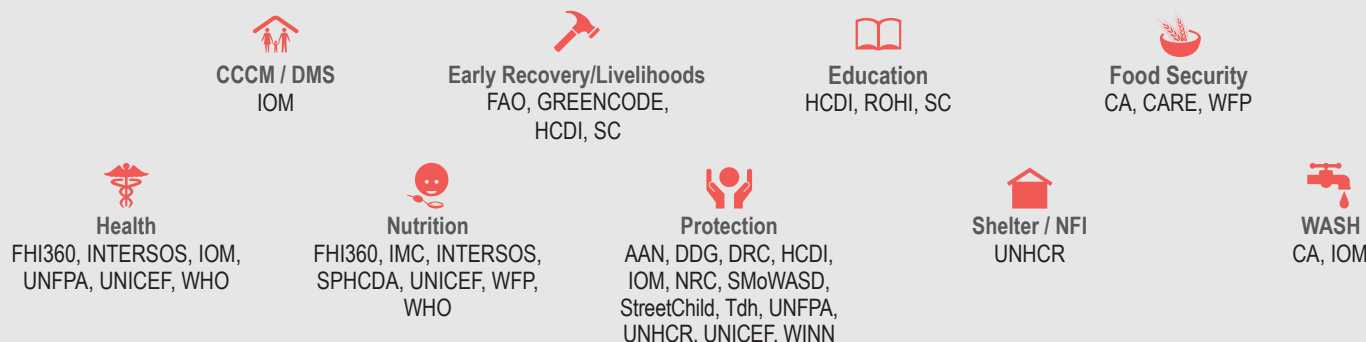 CCCM / DMS
IOM
Early Recovery/Livelihoods
FAO, GREENCODE,
HCDI, SC
Education
HCDI, ROHI, SC
Food Security
CA, CARE, WFP
Health
FHI360, INTERSOS, IOM,
UNFPA, UNICEF, WHO
Nutrition
FHI360, IMC, INTERSOS,
SPHCDA, UNICEF, WFP,
WHO
Protection
AAN, DDG, DRC, HCDI,
IOM, NRC, SMoWASD,
StreetChild, Tdh, UNFPA,
UNHCR, UNICEF, WINN
Shelter / NFI
UNHCR
WASH
CA, IOM